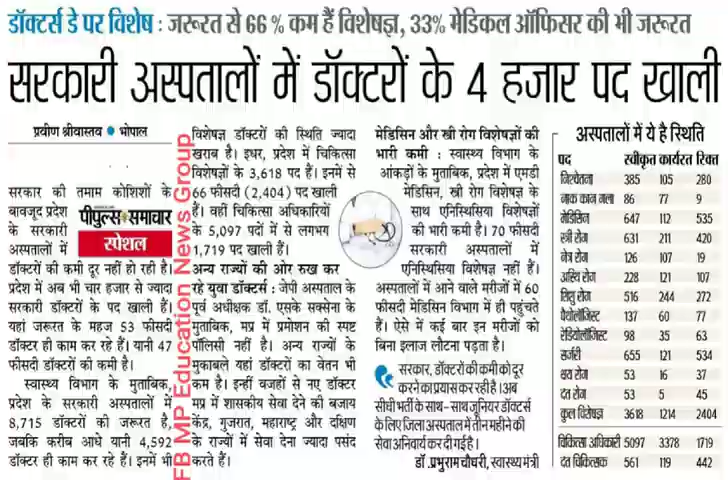 डॉक्टर्स डे पर विशेष : जरूरत से 66 % कम हैं विशेषज्ञ, 33% मेडिकल ऑफिसर की भी जरूरत
सरकारी अस्पतालों में डॉक्टरों के 4 हजार पद खाली
प्रवीण श्रीवास्तव ● भोपाल
सरकार की तमाम कोशिशों के
बावजूद प्रदेश
के सरकारी
अस्पतालों में
डॉक्टरों की कमी दूर नहीं हो रही है।
प्रदेश में अब भी चार हजार से ज्यादा
सरकारी डॉक्टरों के पद खाली हैं।
यहां जरूरत के महज 53 फीसदी
डॉक्टर ही काम कर रहे हैं। यानी 47
फीसदी डॉक्टरों की कमी है।
स्वास्थ्य विभाग के मुताबिक,
प्रदेश के सरकारी अस्पतालों में
8,715 डॉक्टरों की जरूरत है,
जबकि करीब आधे यानी 4,592
डॉक्टर ही काम कर रहे हैं। इनमें भी
पीपुल्स समाचार
स्पेशल
विशेषज्ञ डॉक्टरों की स्थिति ज्यादा
खराब है। इधर, प्रदेश में चिकित्सा
विशेषज्ञों के 3,618 पद हैं। इनमें से
66 फीसदी (2,404) पद खाली
हैं। वहीं चिकित्सा अधिकारियों
के 5,097 पदों में से लगभग
1,719 पद खाली हैं।
अन्य राज्यों की ओर रुख कर
रहे युवा डॉक्टर्स : जेपी अस्पताल के
पूर्व अधीक्षक डॉ. एसके सक्सेना के
मुताबिक, मप्र में प्रमोशन की स्पष्ट
पॉलिसी नहीं है। अन्य राज्यों के
मुकाबले यहां डॉक्टरों का वेतन भी
कम है। इन्हीं वजहों से नए डॉक्टर
मप्र में शासकीय सेवा देने की बजाय
केंद्र, गुजरात, महाराष्ट्र और दक्षिण
के राज्यों में सेवा देना ज्यादा पसंद
करते हैं।
FB MP Education News Group
मेडिसिन और स्त्री रोग विशेषज्ञों की
भारी कमी : स्वास्थ्य विभाग के
आंकड़ों के मुताबिक, प्रदेश में एमडी
मेडिसिन, स्त्री रोग विशेषज्ञ के
साथ एनिस्थिसिया विशेषज्ञों
की भारी कमी है। 70 फीसदी
सरकारी अस्पतालों में
एनिस्थिसिया विशेषज्ञ नहीं हैं।
अस्पतालों में आने वाले मरीजों में 60
फीसदी मेडिसिन विभाग में ही पहुंचते
हैं। ऐसे में कई बार इन मरीजों को
बिना इलाज लौटना पड़ता है।
सरकार, डॉक्टरों की कमी को दूर
करने का प्रयास कर रही है। अब
सीधी भर्ती के साथ-साथ जूनियर डॉक्टर्स
के लिए जिला अस्पताल में तीन महीने की
सेवा अनिवार्य कर दी गई है।
डॉ. प्रभुराम चौधरी, स्वास्थ्य मंत्री
अस्पतालों में ये है स्थिति
पद स्वीकृत कार्यरत रिक्त
निश्चेतना 385 105 280
नाक कान गला 86 77 9
मेडिसिन 647 112 535
स्त्री रोग 631 211 420
नेत्र रोग 126 107 19
अस्थि रोग 228 121 107
शिशु रोग 516 244 272
पैथोलॉजिस्ट 137 60 77
रेडियोलॉजिस्ट 98 35 63
सर्जरी 655 121 534
क्षय रोग 53 16 37
दंत रोग 53 5 45
कुल विशेषज्ञ 3618 1214 2404
चिकित्सा अधिकारी 5097 3378 1719
दंत चिकित्सक 561 119 442